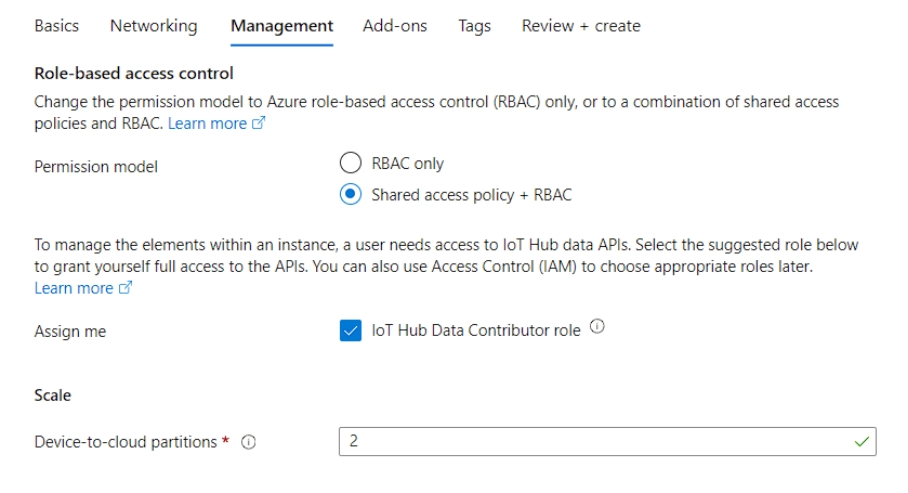 Basics Networking Management Add-ons Tags Review + create
Role-based access control
Change the permission model to Azure role-based access control (RBAC) only, or to a combination of shared access
policies and RBAC. Learn more
Permission model
RBAC only
Shared access policy + RBAC
To manage the elements within an instance, a user needs access to IoT Hub data APIs. Select the suggested role below
to grant yourself full access to the APIs. You can also use Access Control (IAM) to choose appropriate roles later.
Learn more
Assign me
IoT Hub Data Contributor role
Scale
Device-to-cloud partitions *
2